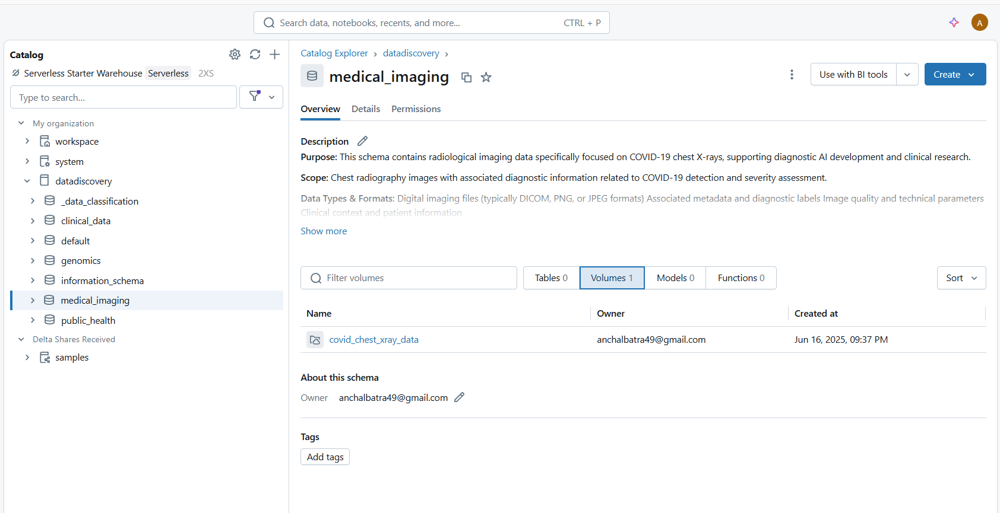 Search data, notebooks, recents, and more...
CTRL + P
A
Catalog
Serverless Starter Warehouse Serverless 2XS
Type to search...
My organization
workspace
system
datadiscovery
_data_classification
clinical_data
default
genomics
information_schema
medical_imaging
public_health
Delta Shares Received
samples
Catalog Explorer › datadiscovery ›
medical_imaging
Use with BI tools
Create
Overview Details Permissions
Description
Purpose: This schema contains radiological imaging data specifically focused on COVID-19 chest X-rays, supporting diagnostic AI development and clinical research.
Scope: Chest radiography images with associated diagnostic information related to COVID-19 detection and severity assessment.
Data Types & Formats: Digital imaging files (typically DICOM, PNG, or JPEG formats) Associated metadata and diagnostic labels Image quality and technical parameters
Clinical context and patient information
Show more
Filter volumes
Tables 0 Volumes 1 Models 0 Functions 0
Sort
Name Owner Created at
covid_chest_xray_data anchalbatra49@gmail.com Jun 16, 2025, 09:37 PM
About this schema
Owner anchalbatra49@gmail.com
Tags
Add tags